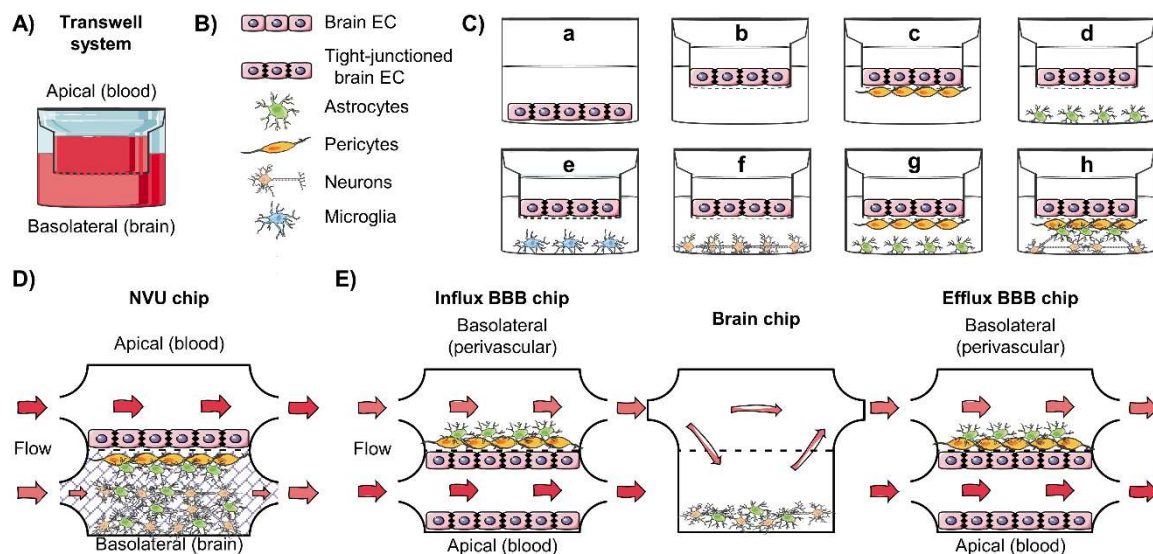 A)
Transwell
system
Apical (blood)
Basolateral (brain)
B)
Brain EC
Tight-junctioned
brain EC
Astrocytes
Pericytes
Neurons
Microglia
C)
a
b
c
d
e
f
g
h
D)
NVU chip
Apical (blood)
Flow
Basolateral (brain)
E)
Influx BBB chip
Basolateral
(perivascular)
Flow
Apical (blood)
Brain chip
Efflux BBB chip
Basolateral
(perivascular)
Apical (blood)